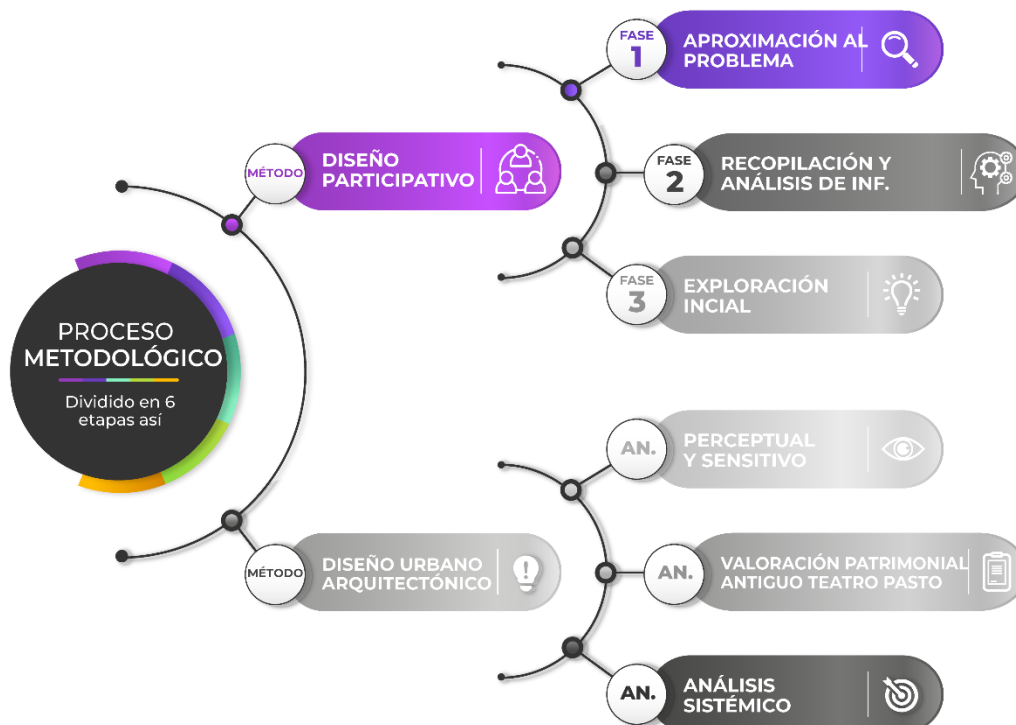 PROCESO
METODOLÓGICO
Dividido en 6
etapas así
MÉTODO
DISEÑO
PARTICIPATIVO
FASE
1
APROXIMACIÓN AL
PROBLEMA
FASE
2
RECOPILACIÓN Y
ANÁLISIS DE INF.
FASE
3
EXPLORACIÓN
INCIAL
MÉTODO
DISEÑO URBANO
ARQUITECTÓNICO
AN.
PERCEPTUAL
Y SENSITIVO
AN.
VALORACIÓN PATRIMONIAL
ANTIGUO TEATRO PASTO
AN.
ANÁLISIS
SISTÉMICO